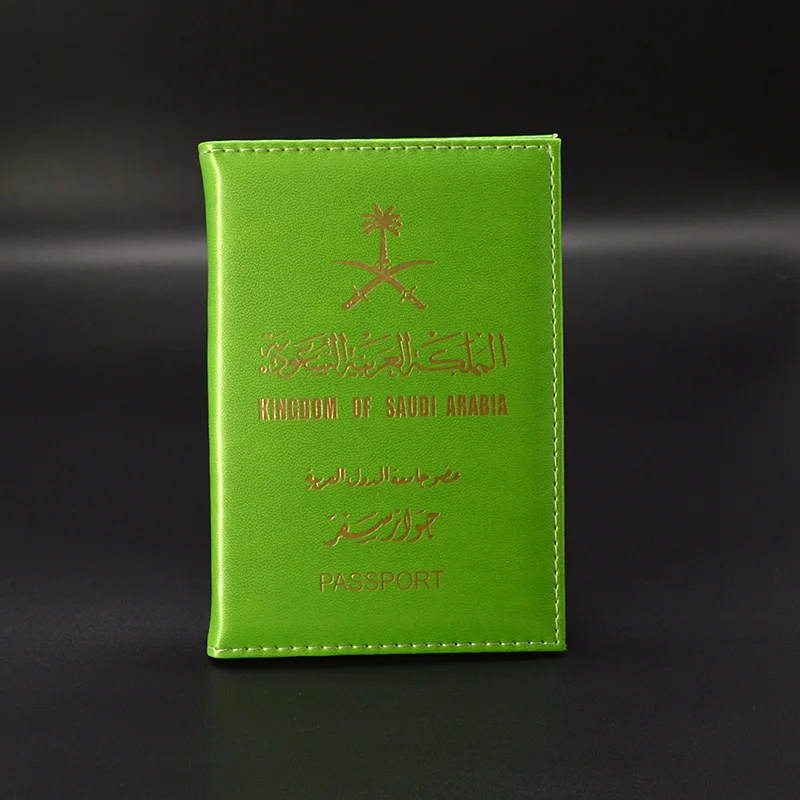 المملكة العربية السعودية
KINGDOM OF SAUDI ARABIA
عضو جامعة الدول العربية
جواز سفر
PASSPORT